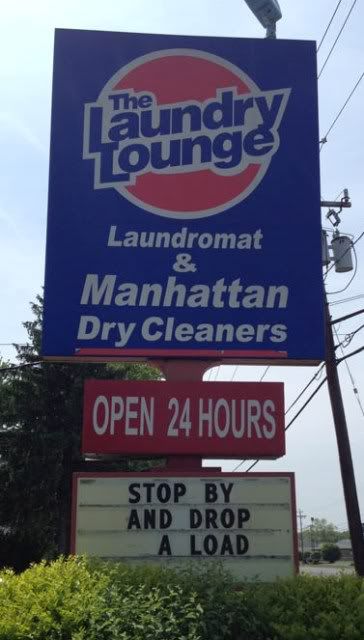 The
Laundry
Lounge
Laundromat
&
Manhattan
Dry Cleaners
OPEN 24 HOURS
STOP BY
AND DROP
A LOAD